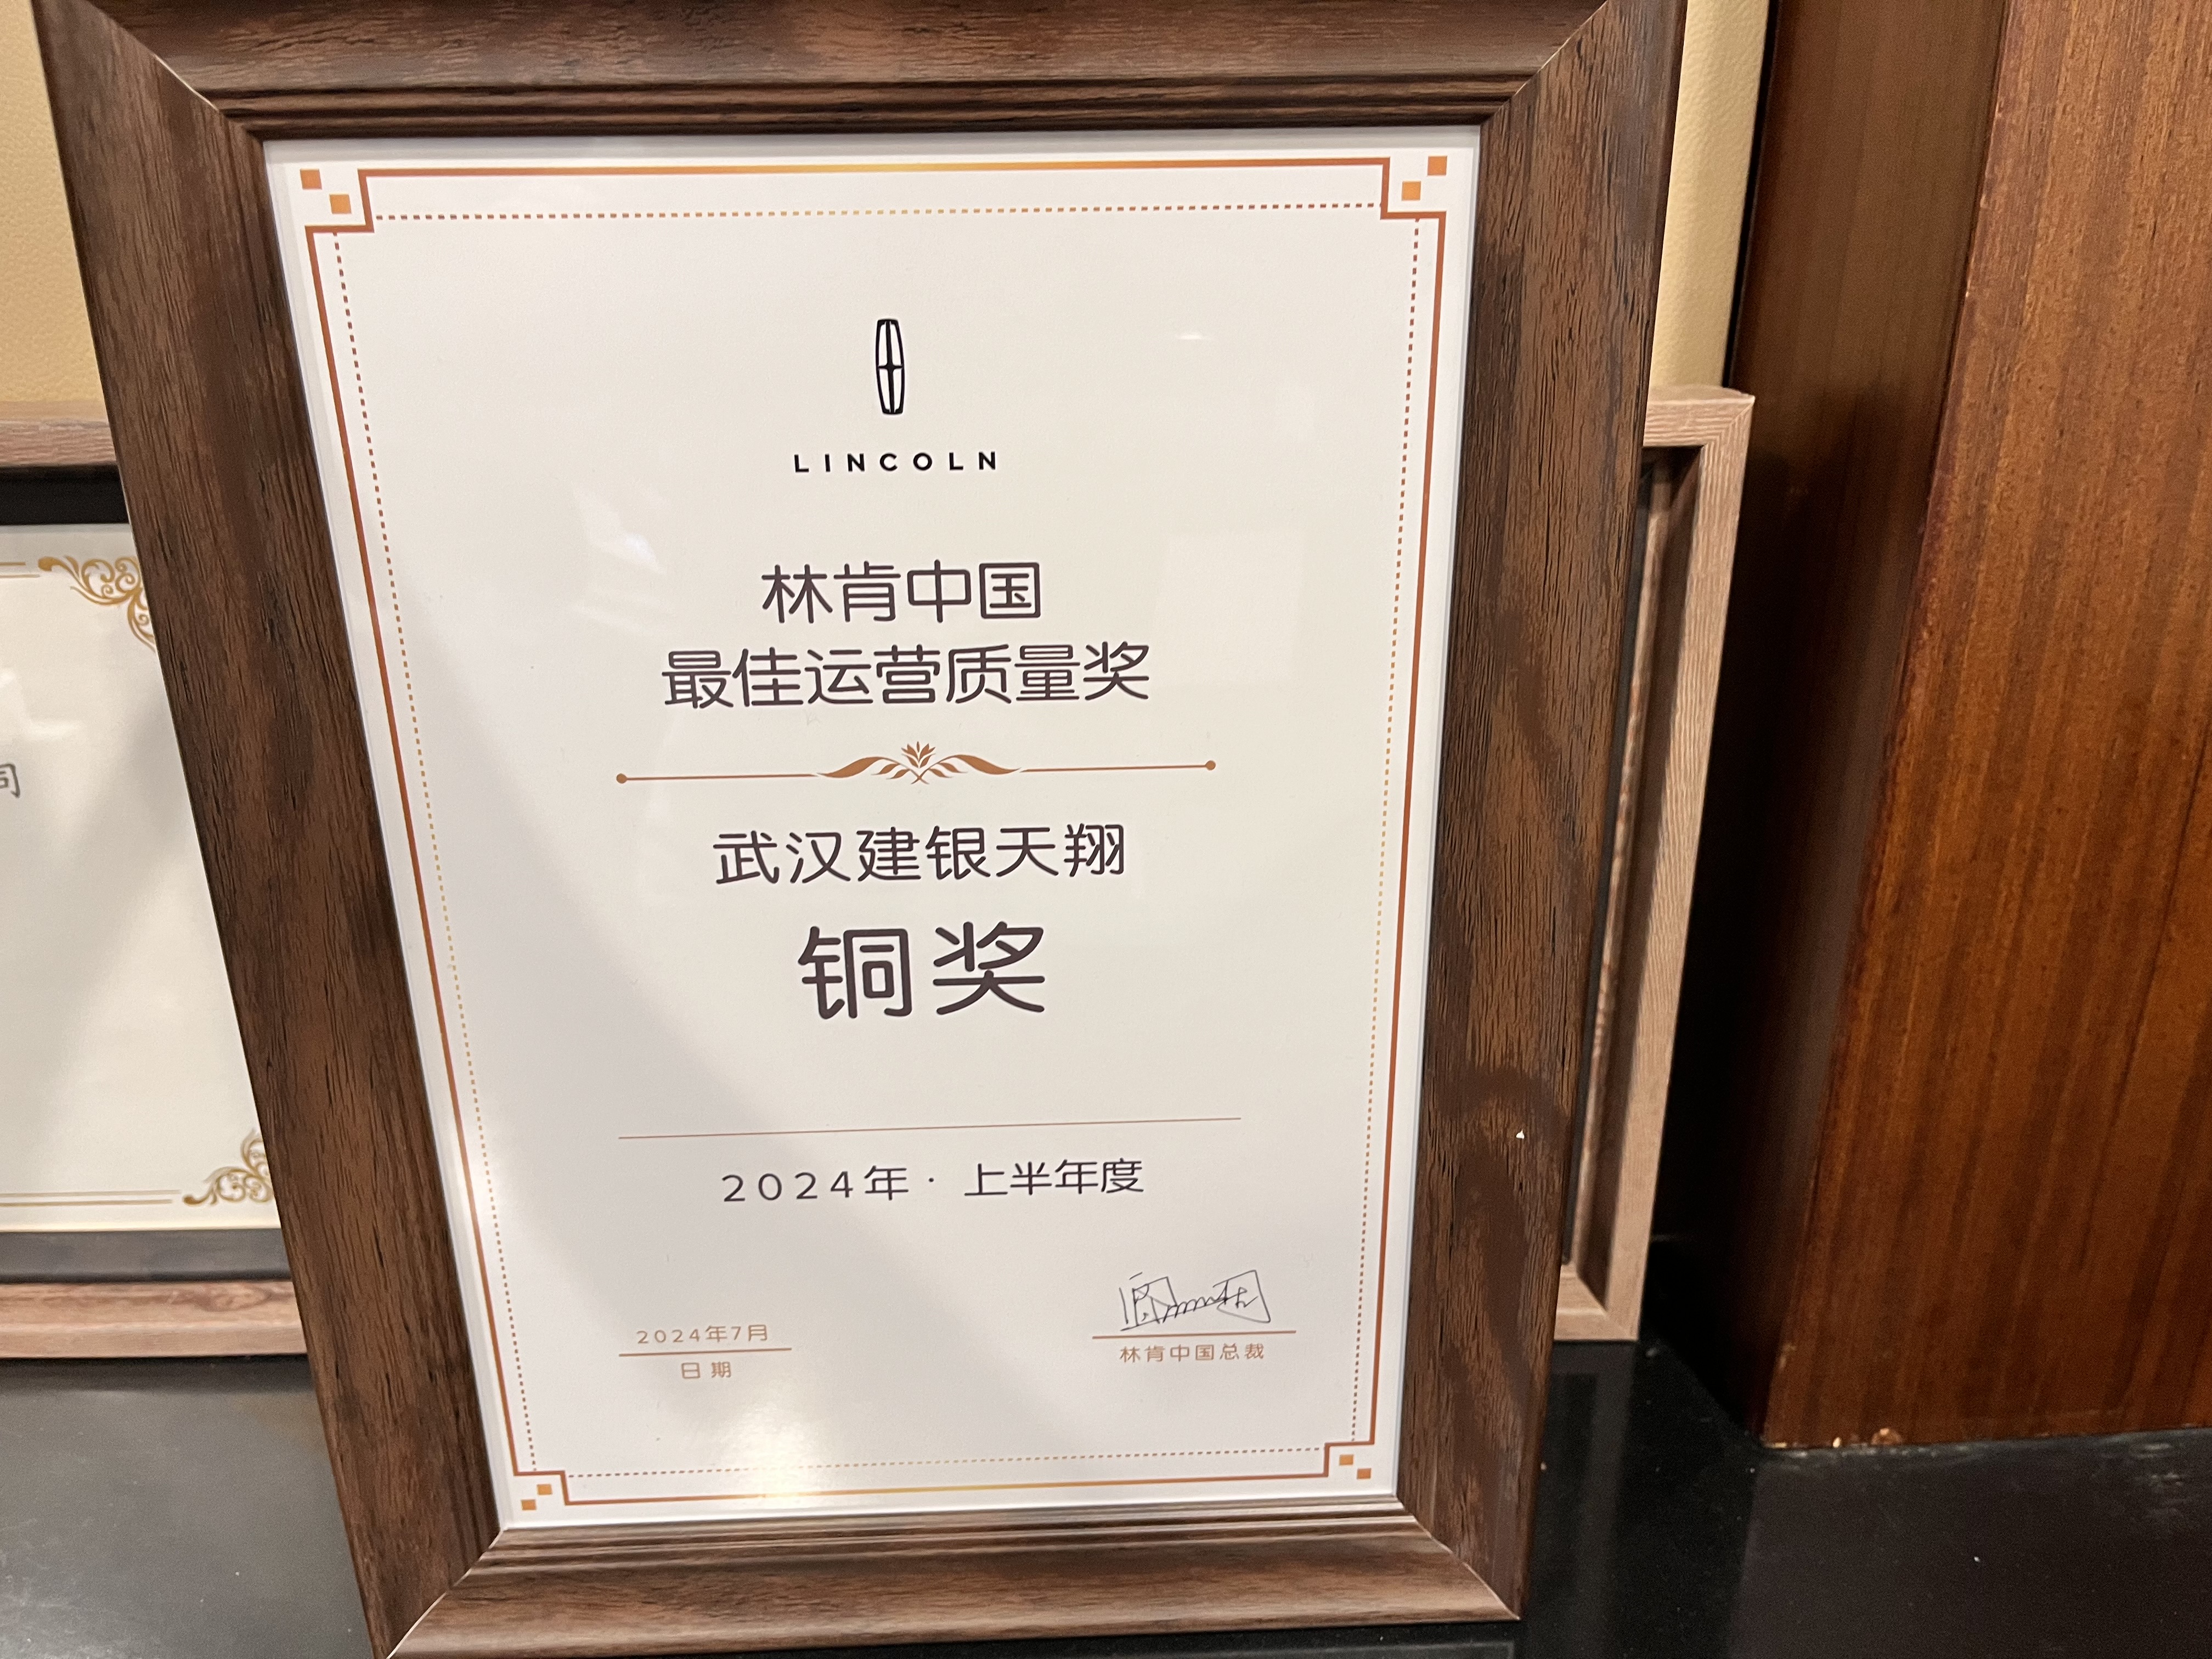 LINCOLN
林肯中国
最佳运营质量奖
武汉建银天翔
铜奖
2024年· 上半年度
2024年7月
日期
林肯中国总裁
司